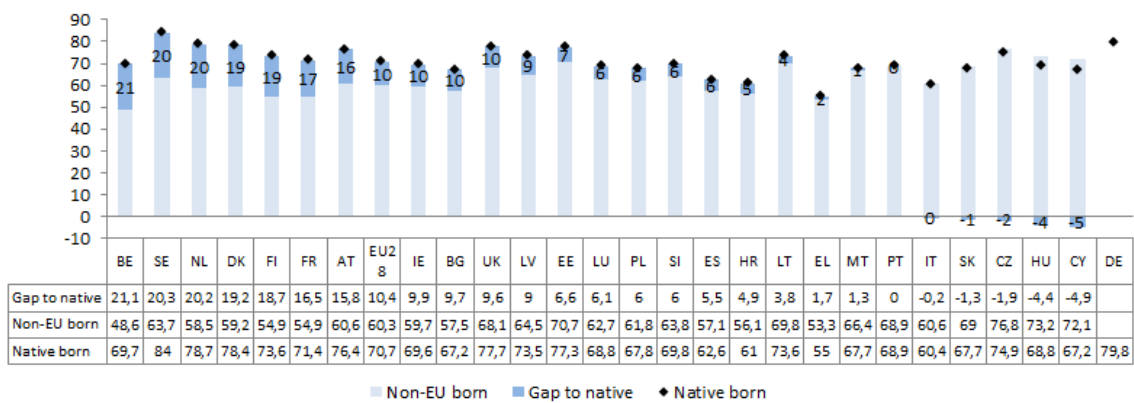 90
80
70
60
50
40
30
20
10
0
-10
21 20 20 19 19 17 16 10 10 10 10 9 7 6 6 6 6 5 4 2 1 0 0 -1 -2 -4 -5
BE SE NL DK FI FR AT EU28 IE BG UK LV EE LU PL SI ES HR LT EL MT PT IT SK CZ HU CY DE
Gap to native 21,1 20,3 20,2 19,2 18,7 16,5 15,8 10,4 9,9 9,7 9,6 9 6,6 6,1 6 6 5,5 4,9 3,8 1,7 1,3 0 -0,2 -1,3 -1,9 -4,4 -4,9
Non-EU born 48,6 63,7 58,5 59,2 54,9 54,9 60,6 60,3 59,7 57,5 68,1 64,5 70,7 62,7 61,8 63,8 57,1 56,1 69,8 53,3 66,4 68,9 60,6 69 76,8 73,2 72,1
Native born 69,7 84 78,7 78,4 73,6 71,4 76,4 70,7 69,6 67,2 77,7 73,5 77,3 68,8 67,8 69,8 62,6 61 73,6 55 67,7 68,9 60,4 67,7 74,9 68,8 67,2 79,8
Non-EU born Gap to native Native born